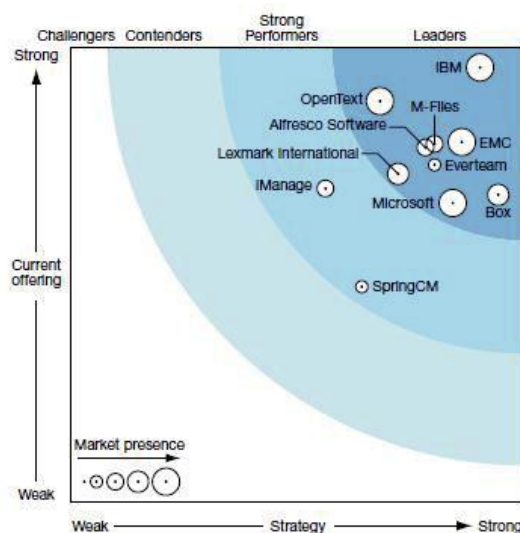 Challengers Contenders Strong Performers Leaders
Strong
IBM
OpenText
M-Files
Alfresco Software
EMC
Lexmark International
Everteam
iManage
Microsoft
Box
Current offering
SpringCM
Market presence
Weak
Weak Strategy Strong